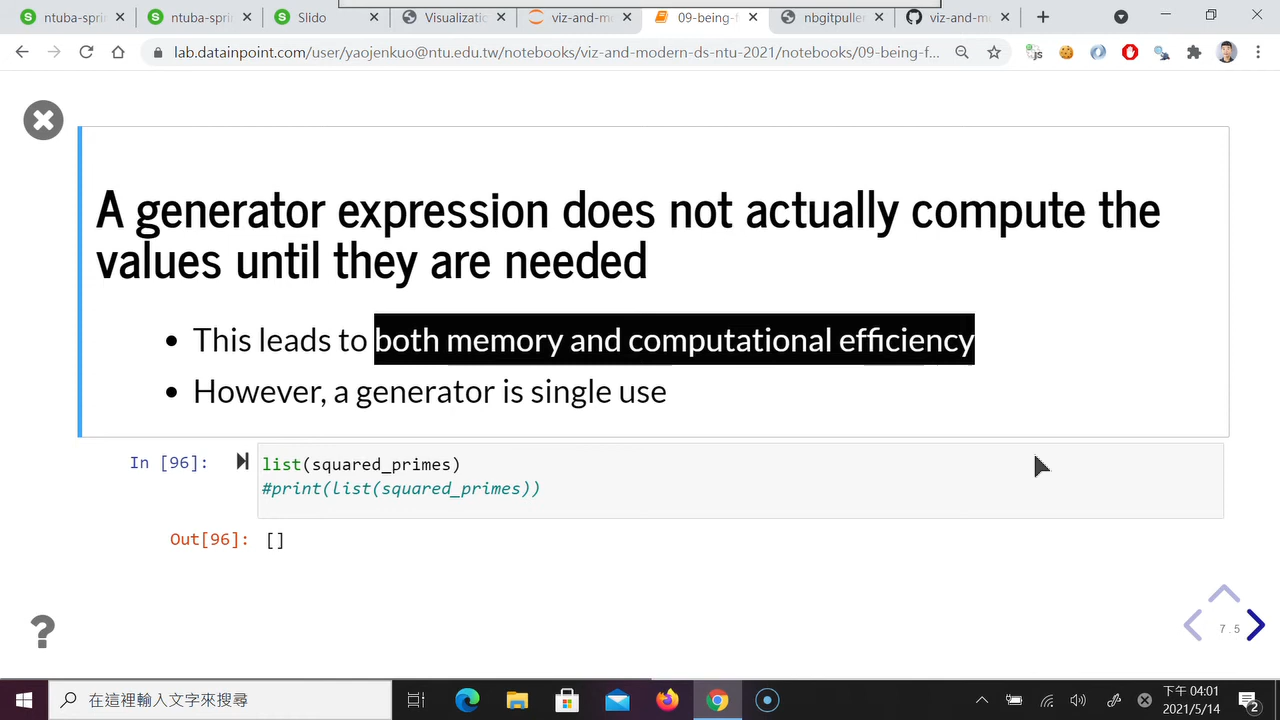 ntuba-spri
ntuba-spri
Slido
Visualizatio
viz-and-mo
09-being-f
nbgitpuller
viz-and-mo
lab.datainpoint.com/user/yaojenkuo@ntu.edu.tw/notebooks/viz-and-modern-ds-ntu-2021/notebooks/09-being-f...
A generator expression does not actually compute the
values until they are needed
• This leads to both memory and computational efficiency
• However, a generator is single use
In [96]:
list(squared_primes)
#print(list(squared_primes))
Out[96]: []
7.5
?
在這裡輸入文字來搜尋
下午 04:01
2021/5/14
2